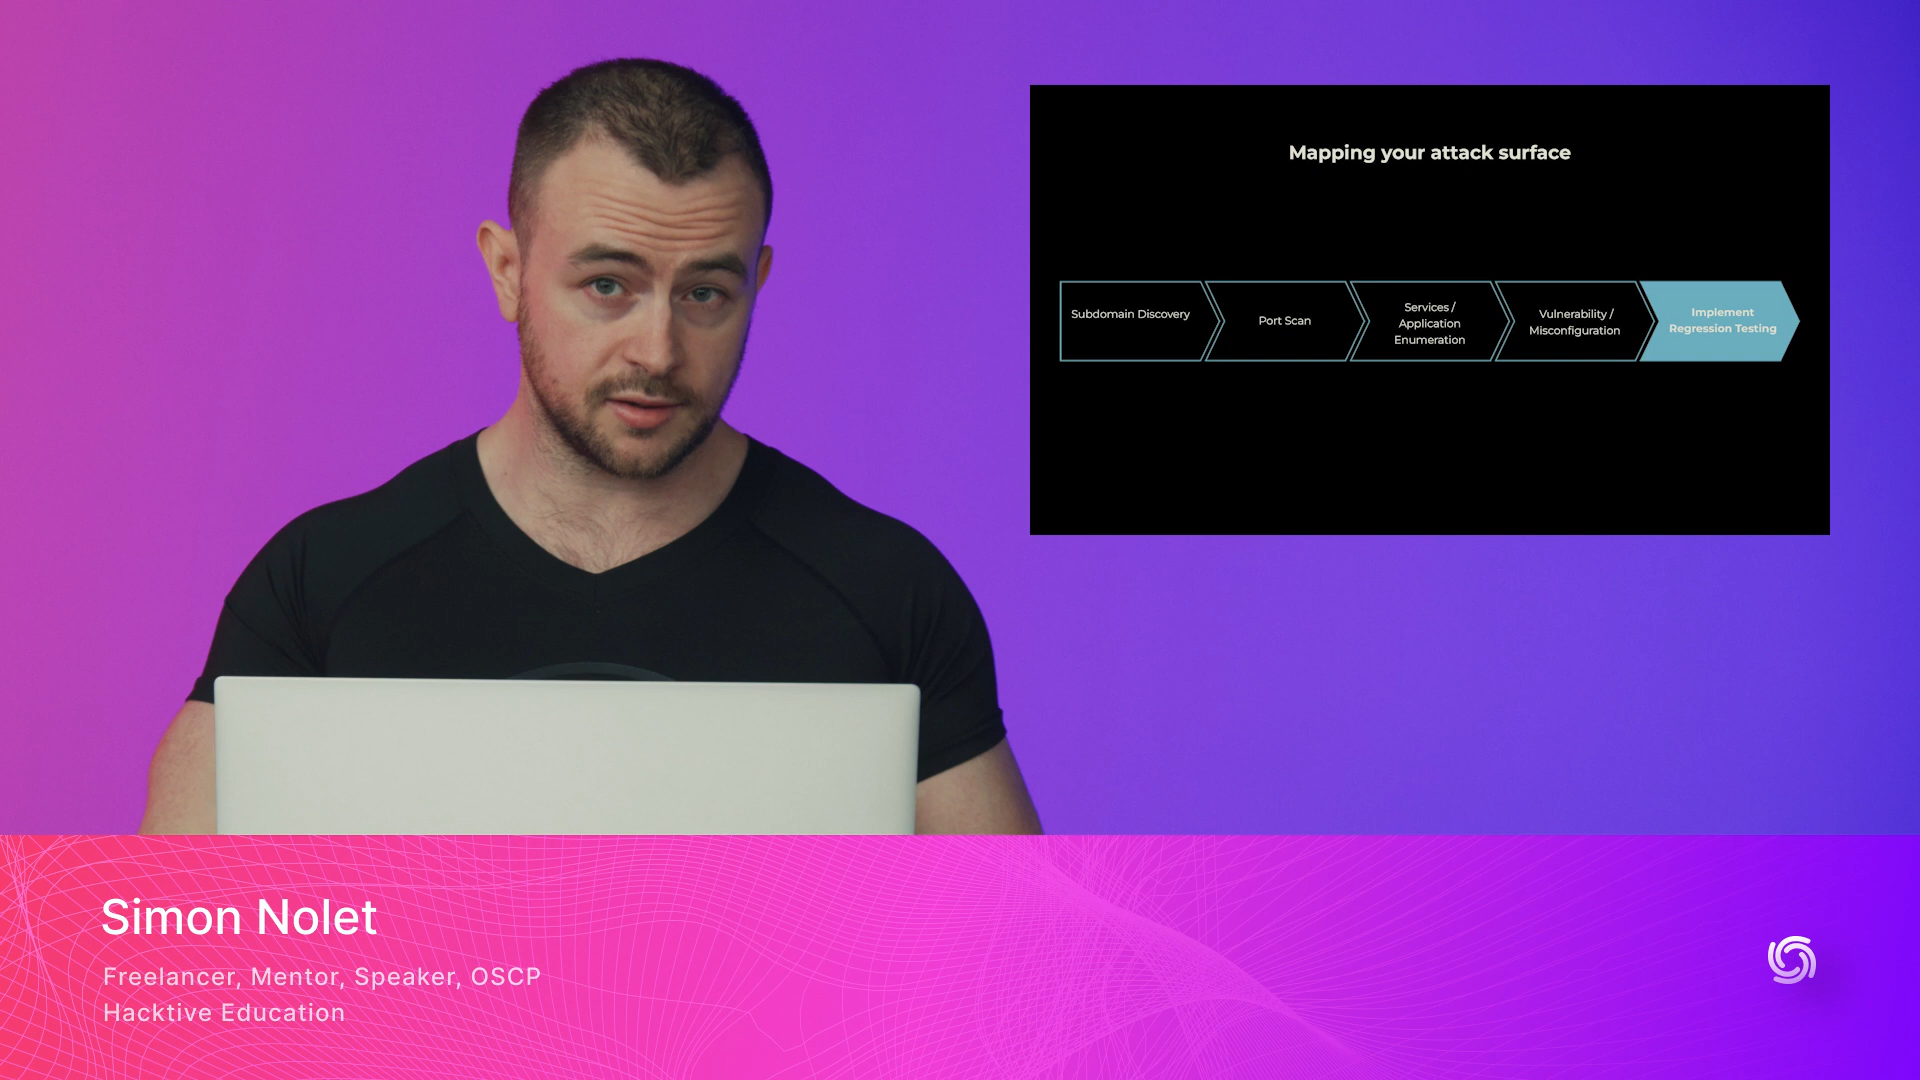 Mapping your attack surface
Subdomain Discovery
Port Scan
Services /
Application
Enumeration
Vulnerability /
Misconfiguration
Implement
Regression Testing
Simon Nolet
Freelancer, Mentor, Speaker, OSCP
Hacktive Education